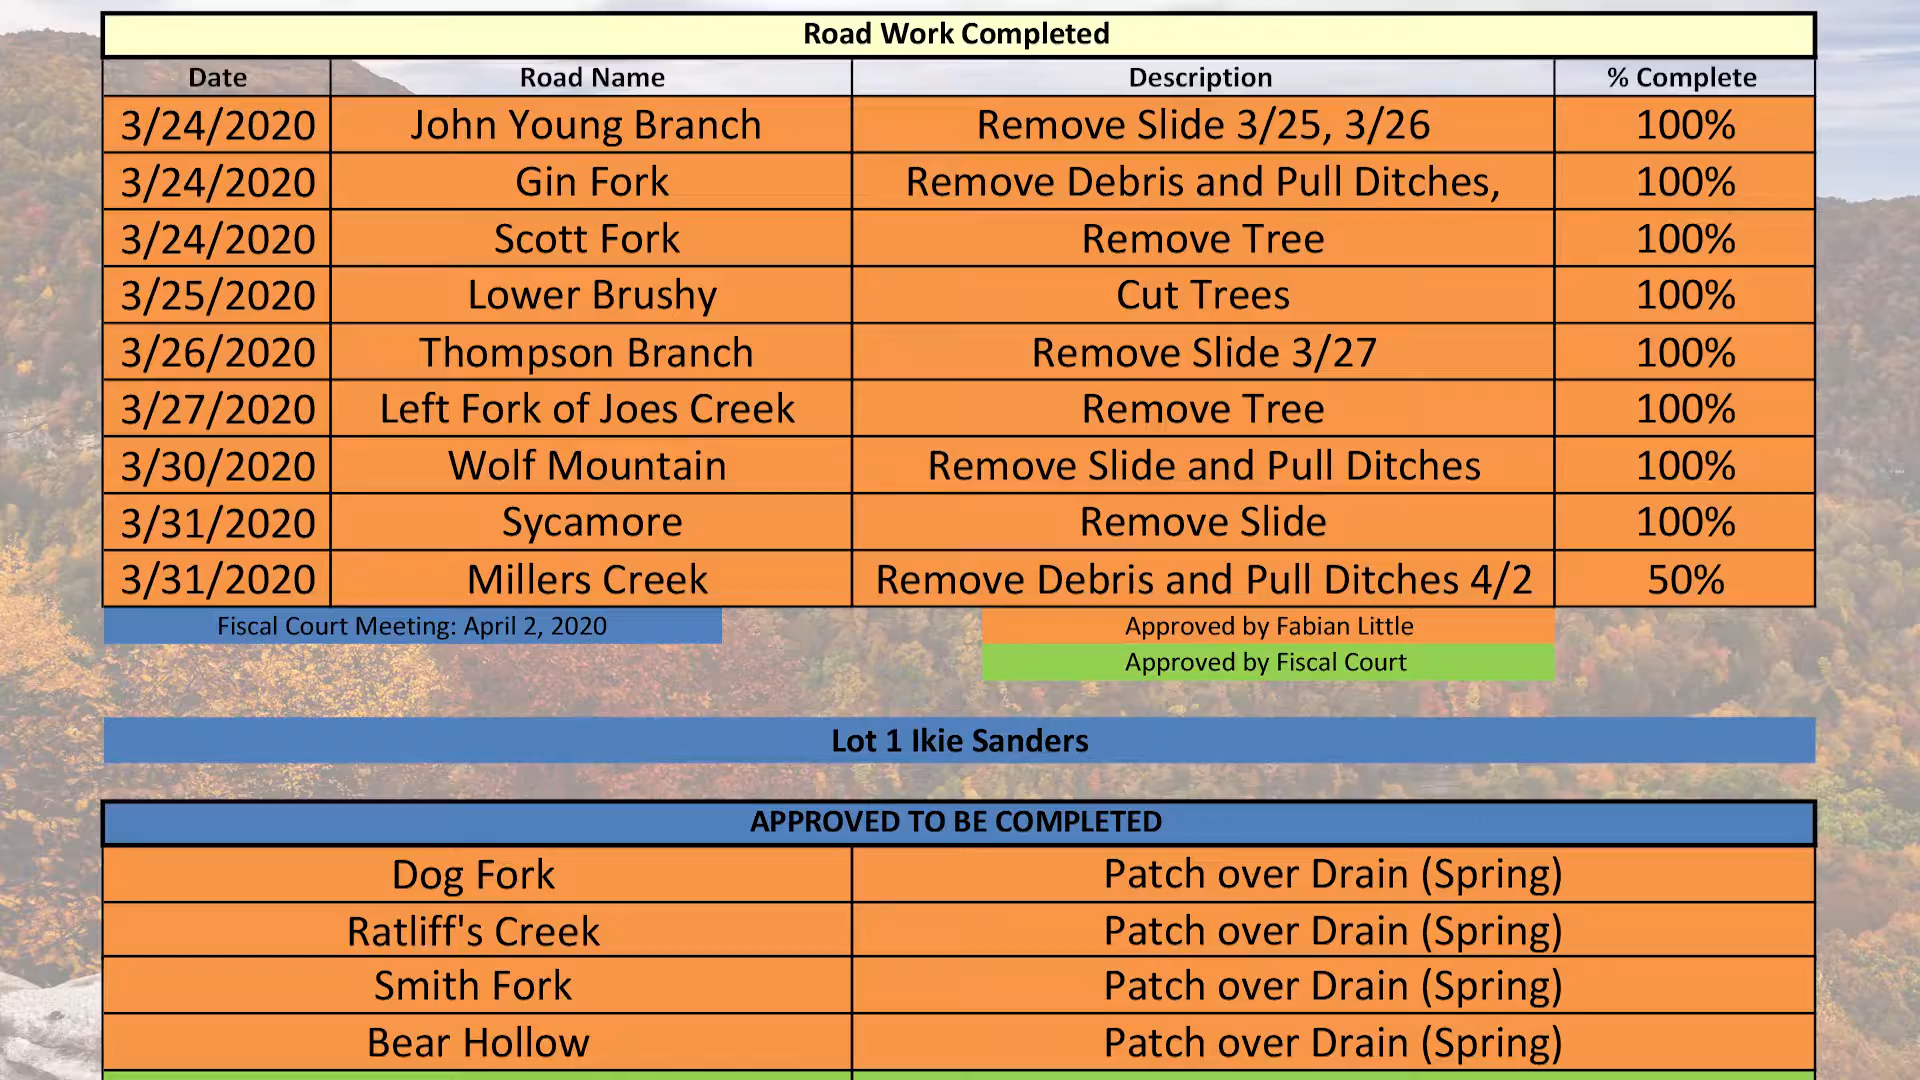 Road Work Completed
Date Road Name Description % Complete
3/24/2020 John Young Branch Remove Slide 3/25, 3/26 100%
3/24/2020 Gin Fork Remove Debris and Pull Ditches, 100%
3/24/2020 Scott Fork Remove Tree 100%
3/25/2020 Lower Brushy Cut Trees 100%
3/26/2020 Thompson Branch Remove Slide 3/27 100%
3/27/2020 Left Fork of Joes Creek Remove Tree 100%
3/30/2020 Wolf Mountain Remove Slide and Pull Ditches 100%
3/31/2020 Sycamore Remove Slide 100%
3/31/2020 Millers Creek Remove Debris and Pull Ditches 4/2 50%
Fiscal Court Meeting: April 2, 2020 Approved by Fabian Little
Approved by Fiscal Court
Lot 1 Ikie Sanders
APPROVED TO BE COMPLETED
Dog Fork Patch over Drain (Spring)
Ratliff's Creek Patch over Drain (Spring)
Smith Fork Patch over Drain (Spring)
Bear Hollow Patch over Drain (Spring)